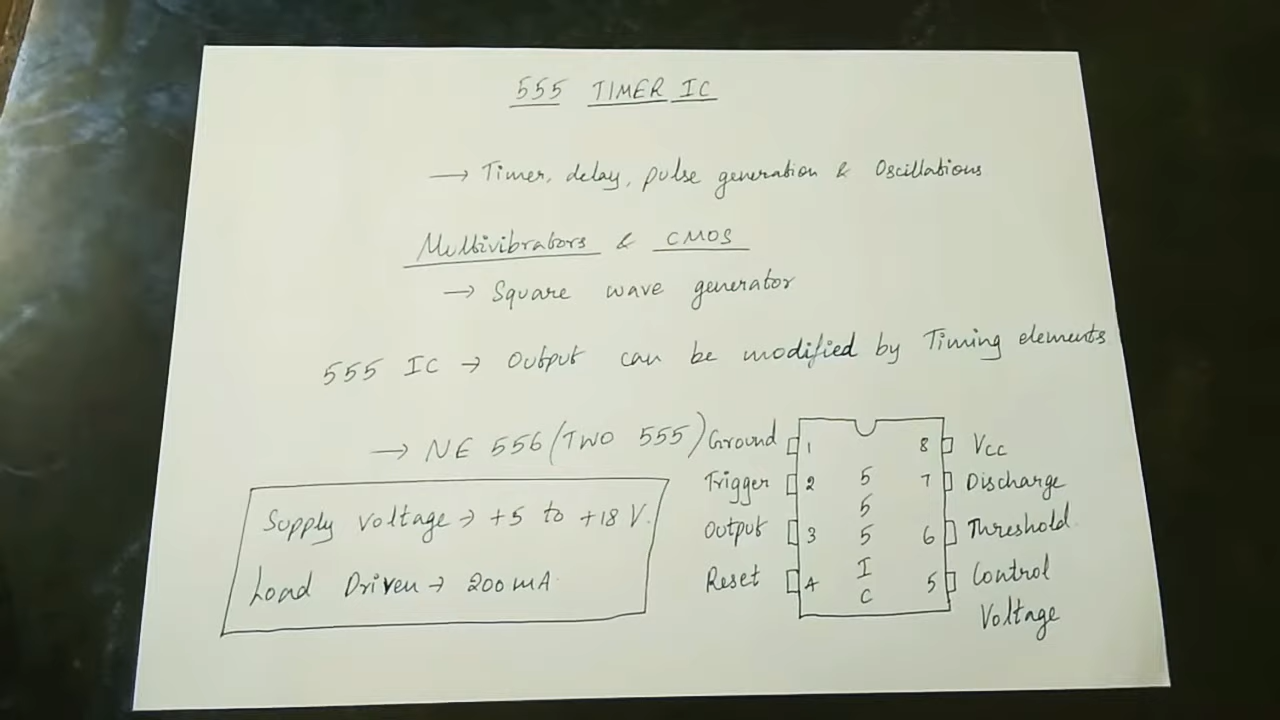 555 TIMER IC
→ Timer, delay, pulse generation & Oscillations
Multivibrators & CMOS
→ Square wave generator
555 IC → Output can be modified by Timing elements
→ NE 556 (TWO 555)
Supply Voltage → +5 to +18 V.
Load Driven → 200 mA
Ground 1 8 Vcc
Trigger 2 5 7 Discharge
5
Output 3 5 6 Threshold
I
Reset 4 C 5 Control
Voltage